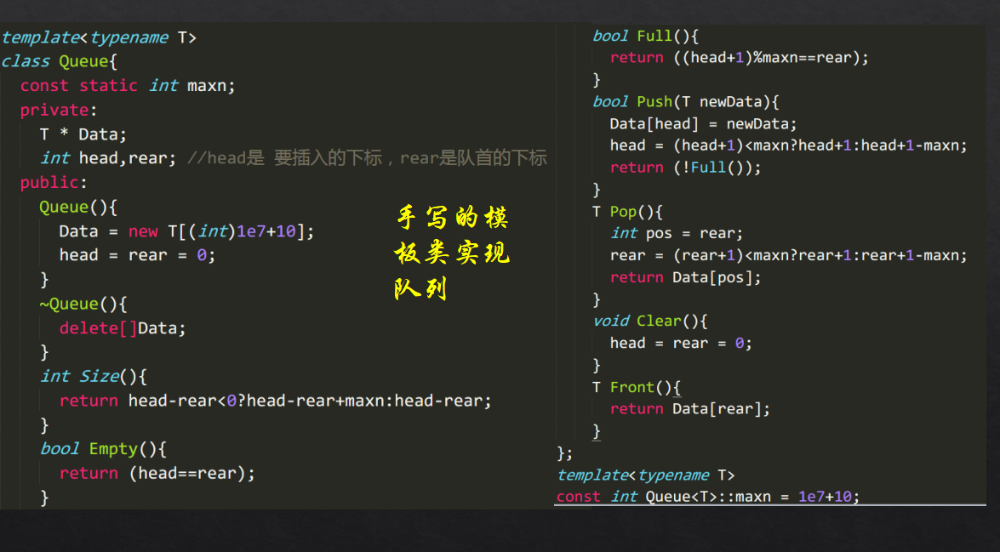 template<typename T>
class Queue{
const static int maxn;
private:
T * Data;
int head,rear; //head是 要插入的下标，rear是队首的下标
public:
Queue(){
Data = new T[(int)1e7+10];
head = rear = 0;
}
~Queue(){
delete[]Data;
}
int Size(){
return head-rear<0?head-rear+maxn:head-rear;
}
bool Empty(){
return (head==rear);
}
手写的模
板类实现
队列
bool Full(){
return ((head+1)%maxn==rear);
}
bool Push(T newData){
Data[head] = newData;
head = (head+1)<maxn?head+1:head+1-maxn;
return (!Full());
}
T Pop(){
int pos = rear;
rear = (rear+1)<maxn?rear+1:rear+1-maxn;
return Data[pos];
}
void Clear(){
head = rear = 0;
}
T Front(){
return Data[rear];
}
};
template<typename T>
const int Queue<T>::maxn = 1e7+10;